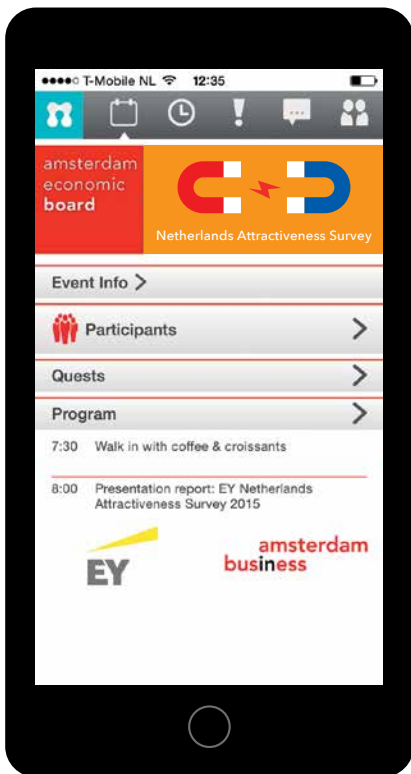 T-Mobile NL 12:35
amsterdam
economic
board
Netherlands Attractiveness Survey
Event Info
Participants
Quests
Program
7:30 Walk in with coffee & croissants
8:00 Presentation report: EY Netherlands
Attractiveness Survey 2015
EY
amsterdam
business